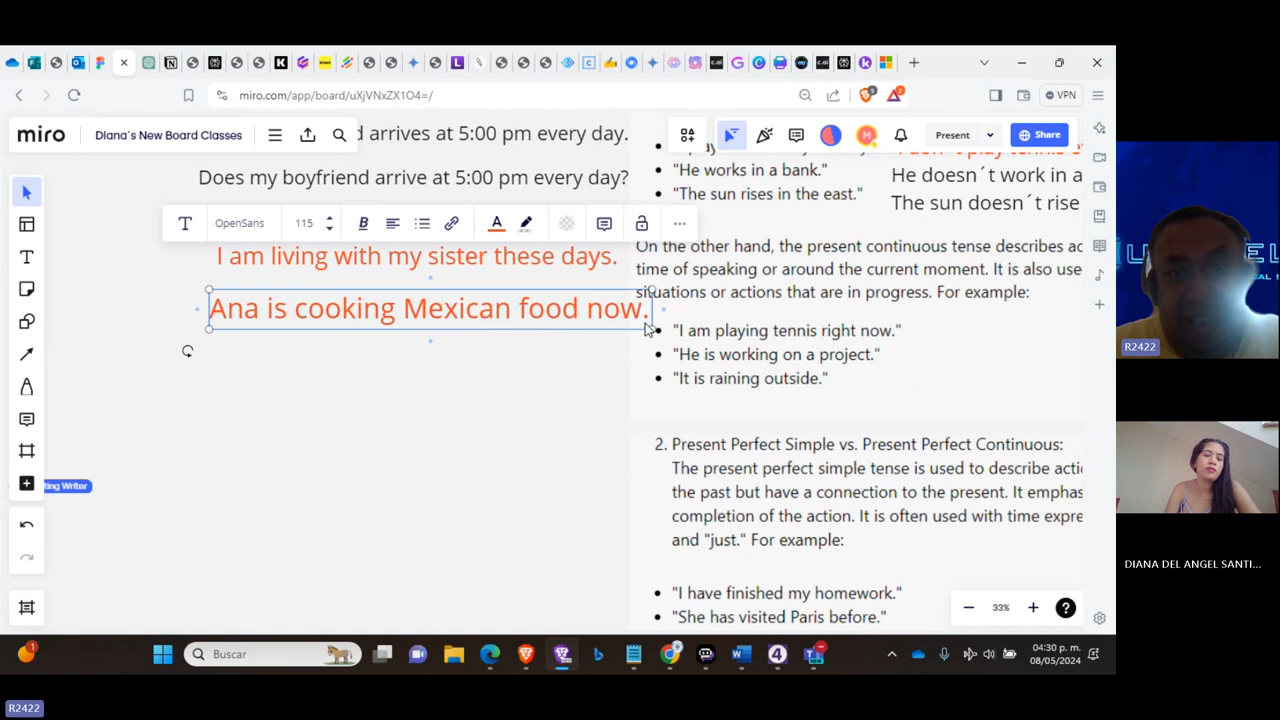 miro.com/app/board/uXjVNxZX1O4=/
VPN
miro
DIana´s New Board Classes
d arrives at 5:00 pm every day.
Present
Share
"He works in a bank."
"The sun rises in the east."
He doesn´t work in a
The sun doesn´t rise
Does my boyfriend arrive at 5:00 pm every day?
OpenSans
115
I am living with my sister these days.
Ana is cooking Mexican food now.
On the other hand, the present continuous tense describes ac
time of speaking or around the current moment. It is also use
situations or actions that are in progress. For example:
"I am playing tennis right now."
"He is working on a project."
"It is raining outside."
2. Present Perfect Simple vs. Present Perfect Continuous:
The present perfect simple tense is used to describe actio
the past but have a connection to the present. It emphas
completion of the action. It is often used with time expre
and "just." For example:
"I have finished my homework."
"She has visited Paris before."
ting Writer
33%
Buscar
04:30 p. m.
08/05/2024
R2422
DIANA DEL ANGEL SANTI...
R2422